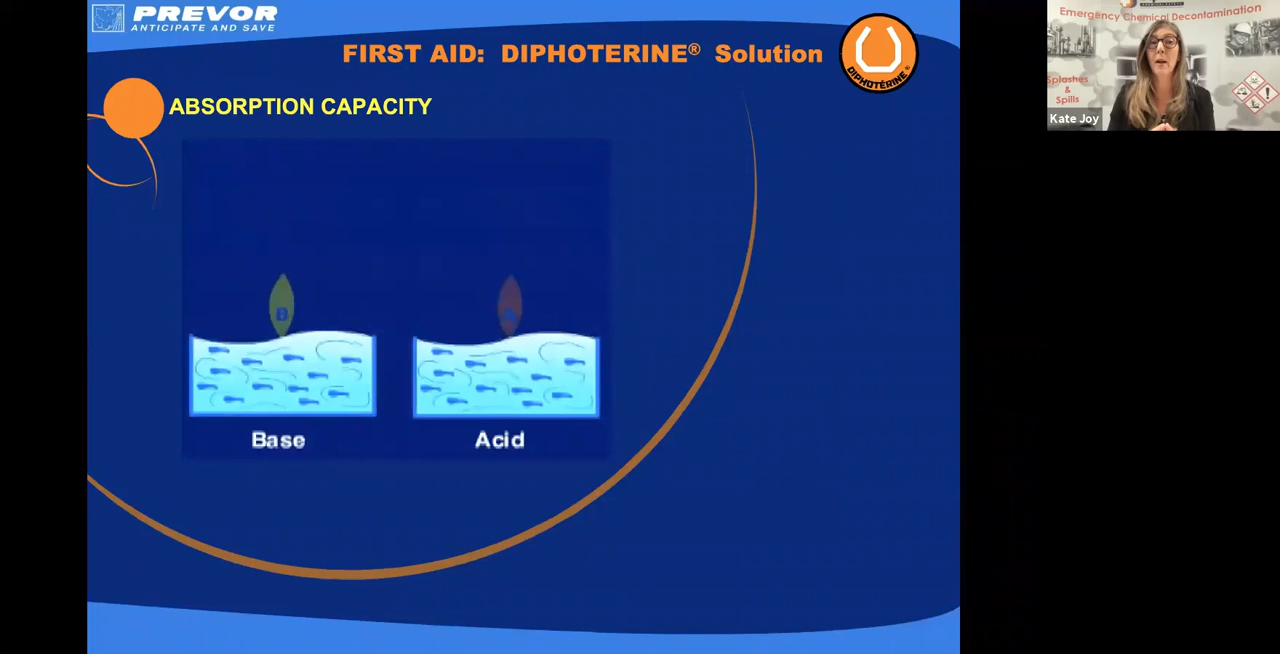 PREVOR
ANTICIPATE AND SAVE
FIRST AID: DIPHOTERINE® Solution
DIPHOTÉRINE®
ABSORPTION CAPACITY
B
A
Base
Acid
Emergency Chemical Decontamination
Splashes
&
Spills
Kate Joy